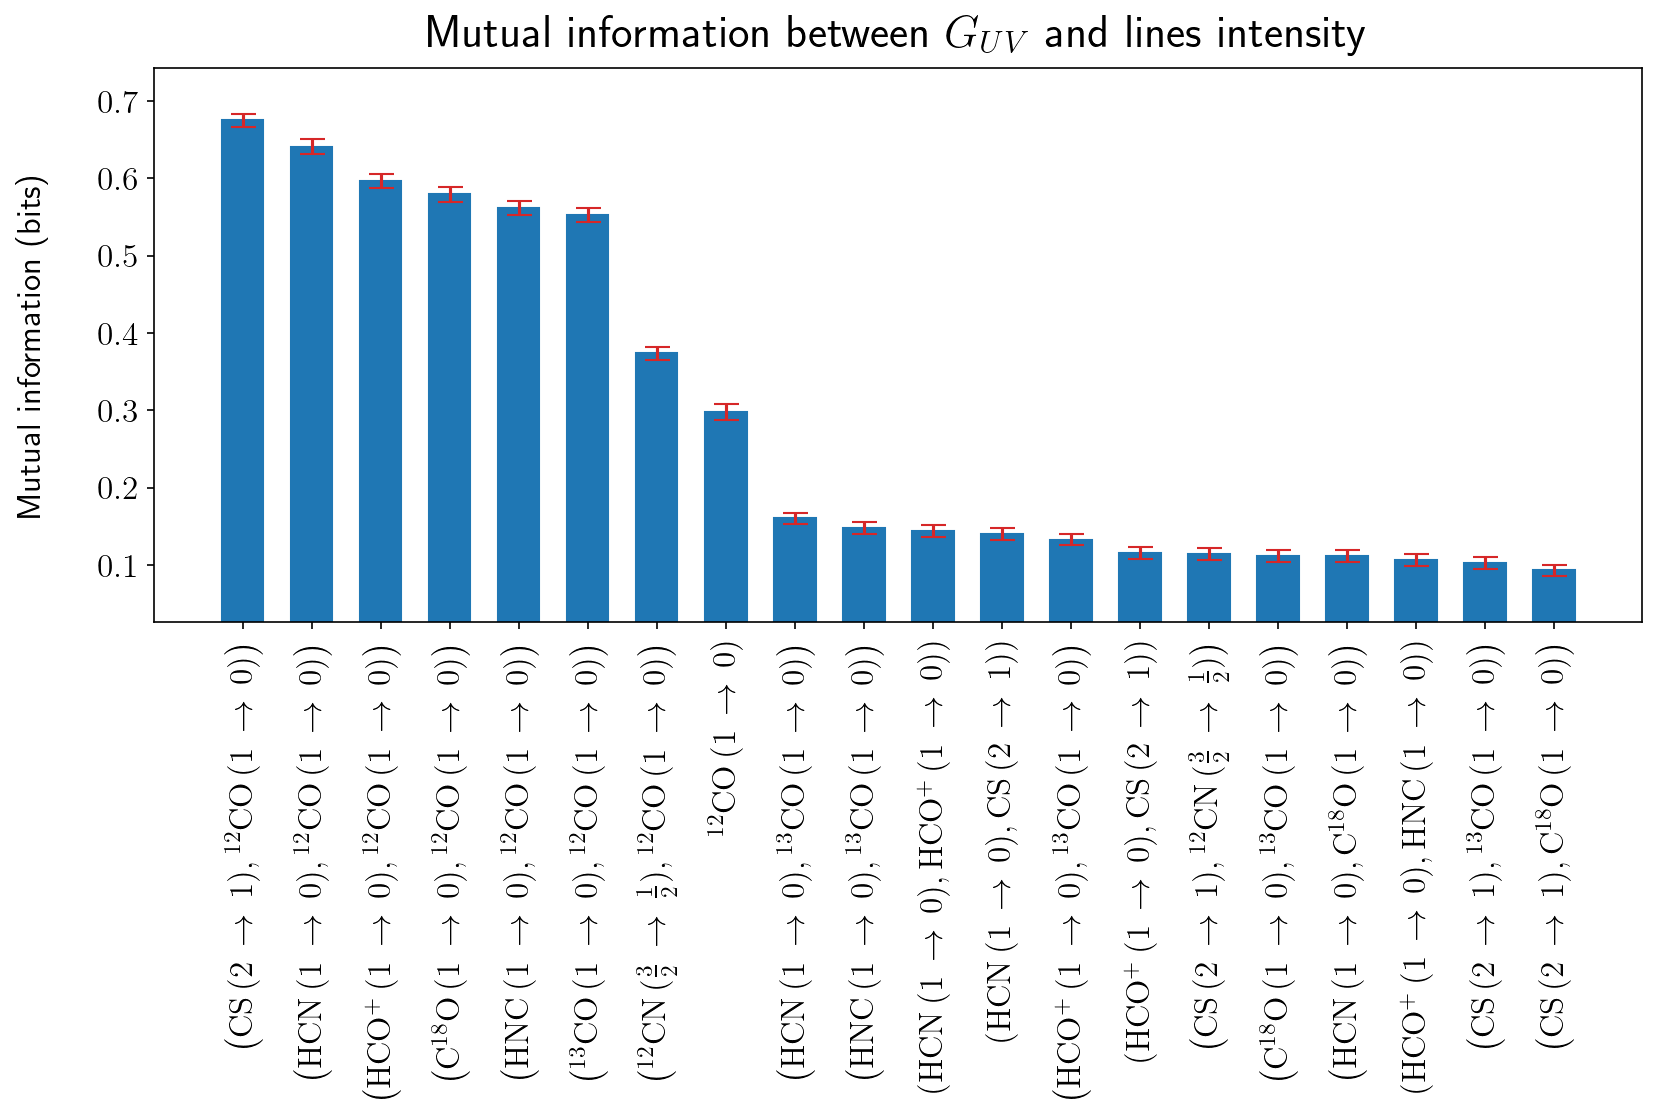 Mutual information between G_UV and lines intensity
Mutual information (bits)
0.7
0.6
0.5
0.4
0.3
0.2
0.1
(CS (2 → 1), ¹²CO (1 → 0))
(HCN (1 → 0), ¹²CO (1 → 0))
(HCO⁺ (1 → 0), ¹²CO (1 → 0))
(C¹⁸O (1 → 0), ¹²CO (1 → 0))
(HNC (1 → 0), ¹²CO (1 → 0))
(¹³CO (1 → 0), ¹²CO (1 → 0))
(¹²CN (3/2 → 1/2), ¹²CO (1 → 0))
¹²CO (1 → 0)
(HCN (1 → 0), ¹³CO (1 → 0))
(HNC (1 → 0), ¹³CO (1 → 0))
(HCN (1 → 0), HCO⁺ (1 → 0))
(HCN (1 → 0), CS (2 → 1))
(HCO⁺ (1 → 0), ¹³CO (1 → 0))
(HCO⁺ (1 → 0), CS (2 → 1))
(CS (2 → 1), ¹²CN (3/2 → 1/2))
(C¹⁸O (1 → 0), ¹³CO (1 → 0))
(HCN (1 → 0), C¹⁸O (1 → 0))
(HCO⁺ (1 → 0), HNC (1 → 0))
(CS (2 → 1), ¹³CO (1 → 0))
(CS (2 → 1), C¹⁸O (1 → 0))